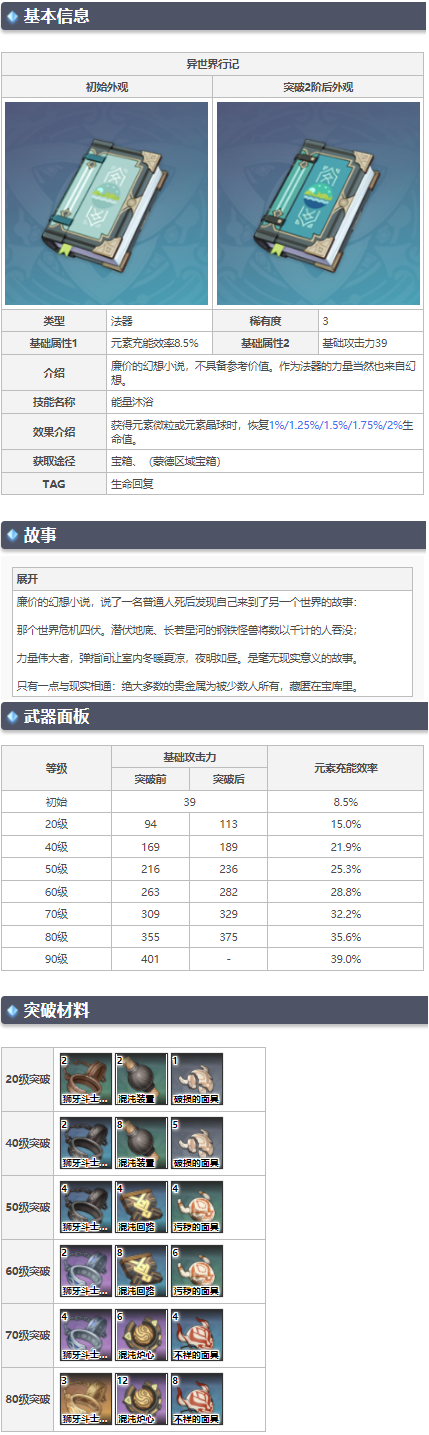 基本信息
异世界行记
初始外观 突破2阶后外观
类型 法器 稀有度 3
基础属性1 元素充能效率8.5% 基础属性2 基础攻击力39
介绍 廉价的幻想小说，不具备参考价值。作为法器的力量当然也来自幻
想。
技能名称 能量沐浴
效果介绍 获得元素微粒或元素晶球时，恢复1%/1.25%/1.5%/1.75%/2%生
命值。
获取途径 宝箱、（蒙德区域宝箱）
TAG 生命回复
故事
展开
廉价的幻想小说，说了一名普通人死后发现自己来到了另一个世界的故事：
那个世界危机四伏。潜伏地底、长若星河的钢铁怪兽将数以千计的人吞没；
力量伟大者，弹指间让室内冬暖夏凉，夜明如昼。是毫无现实意义的故事。
只有一点与现实相通：绝大多数的贵金属为被少数人所有，藏匿在宝库里。
武器面板
等级 基础攻击力 元素充能效率
突破前 突破后
初始 39 8.5%
20级 94 113 15.0%
40级 169 189 21.9%
50级 216 236 25.3%
60级 263 282 28.8%
70级 309 329 32.2%
80级 355 375 35.6%
90级 401 - 39.0%
突破材料
20级突破 2 狮牙斗士... 2 混沌装置 1 破损的面具
40级突破 2 狮牙斗士... 8 混沌装置 5 破损的面具
50级突破 4 狮牙斗士... 4 混沌回路 4 污秽的面具
60级突破 2 狮牙斗士... 8 混沌回路 6 污秽的面具
70级突破 4 狮牙斗士... 6 混沌炉心 4 不祥的面具
80级突破 3 狮牙斗士... 12 混沌炉心 8 不祥的面具